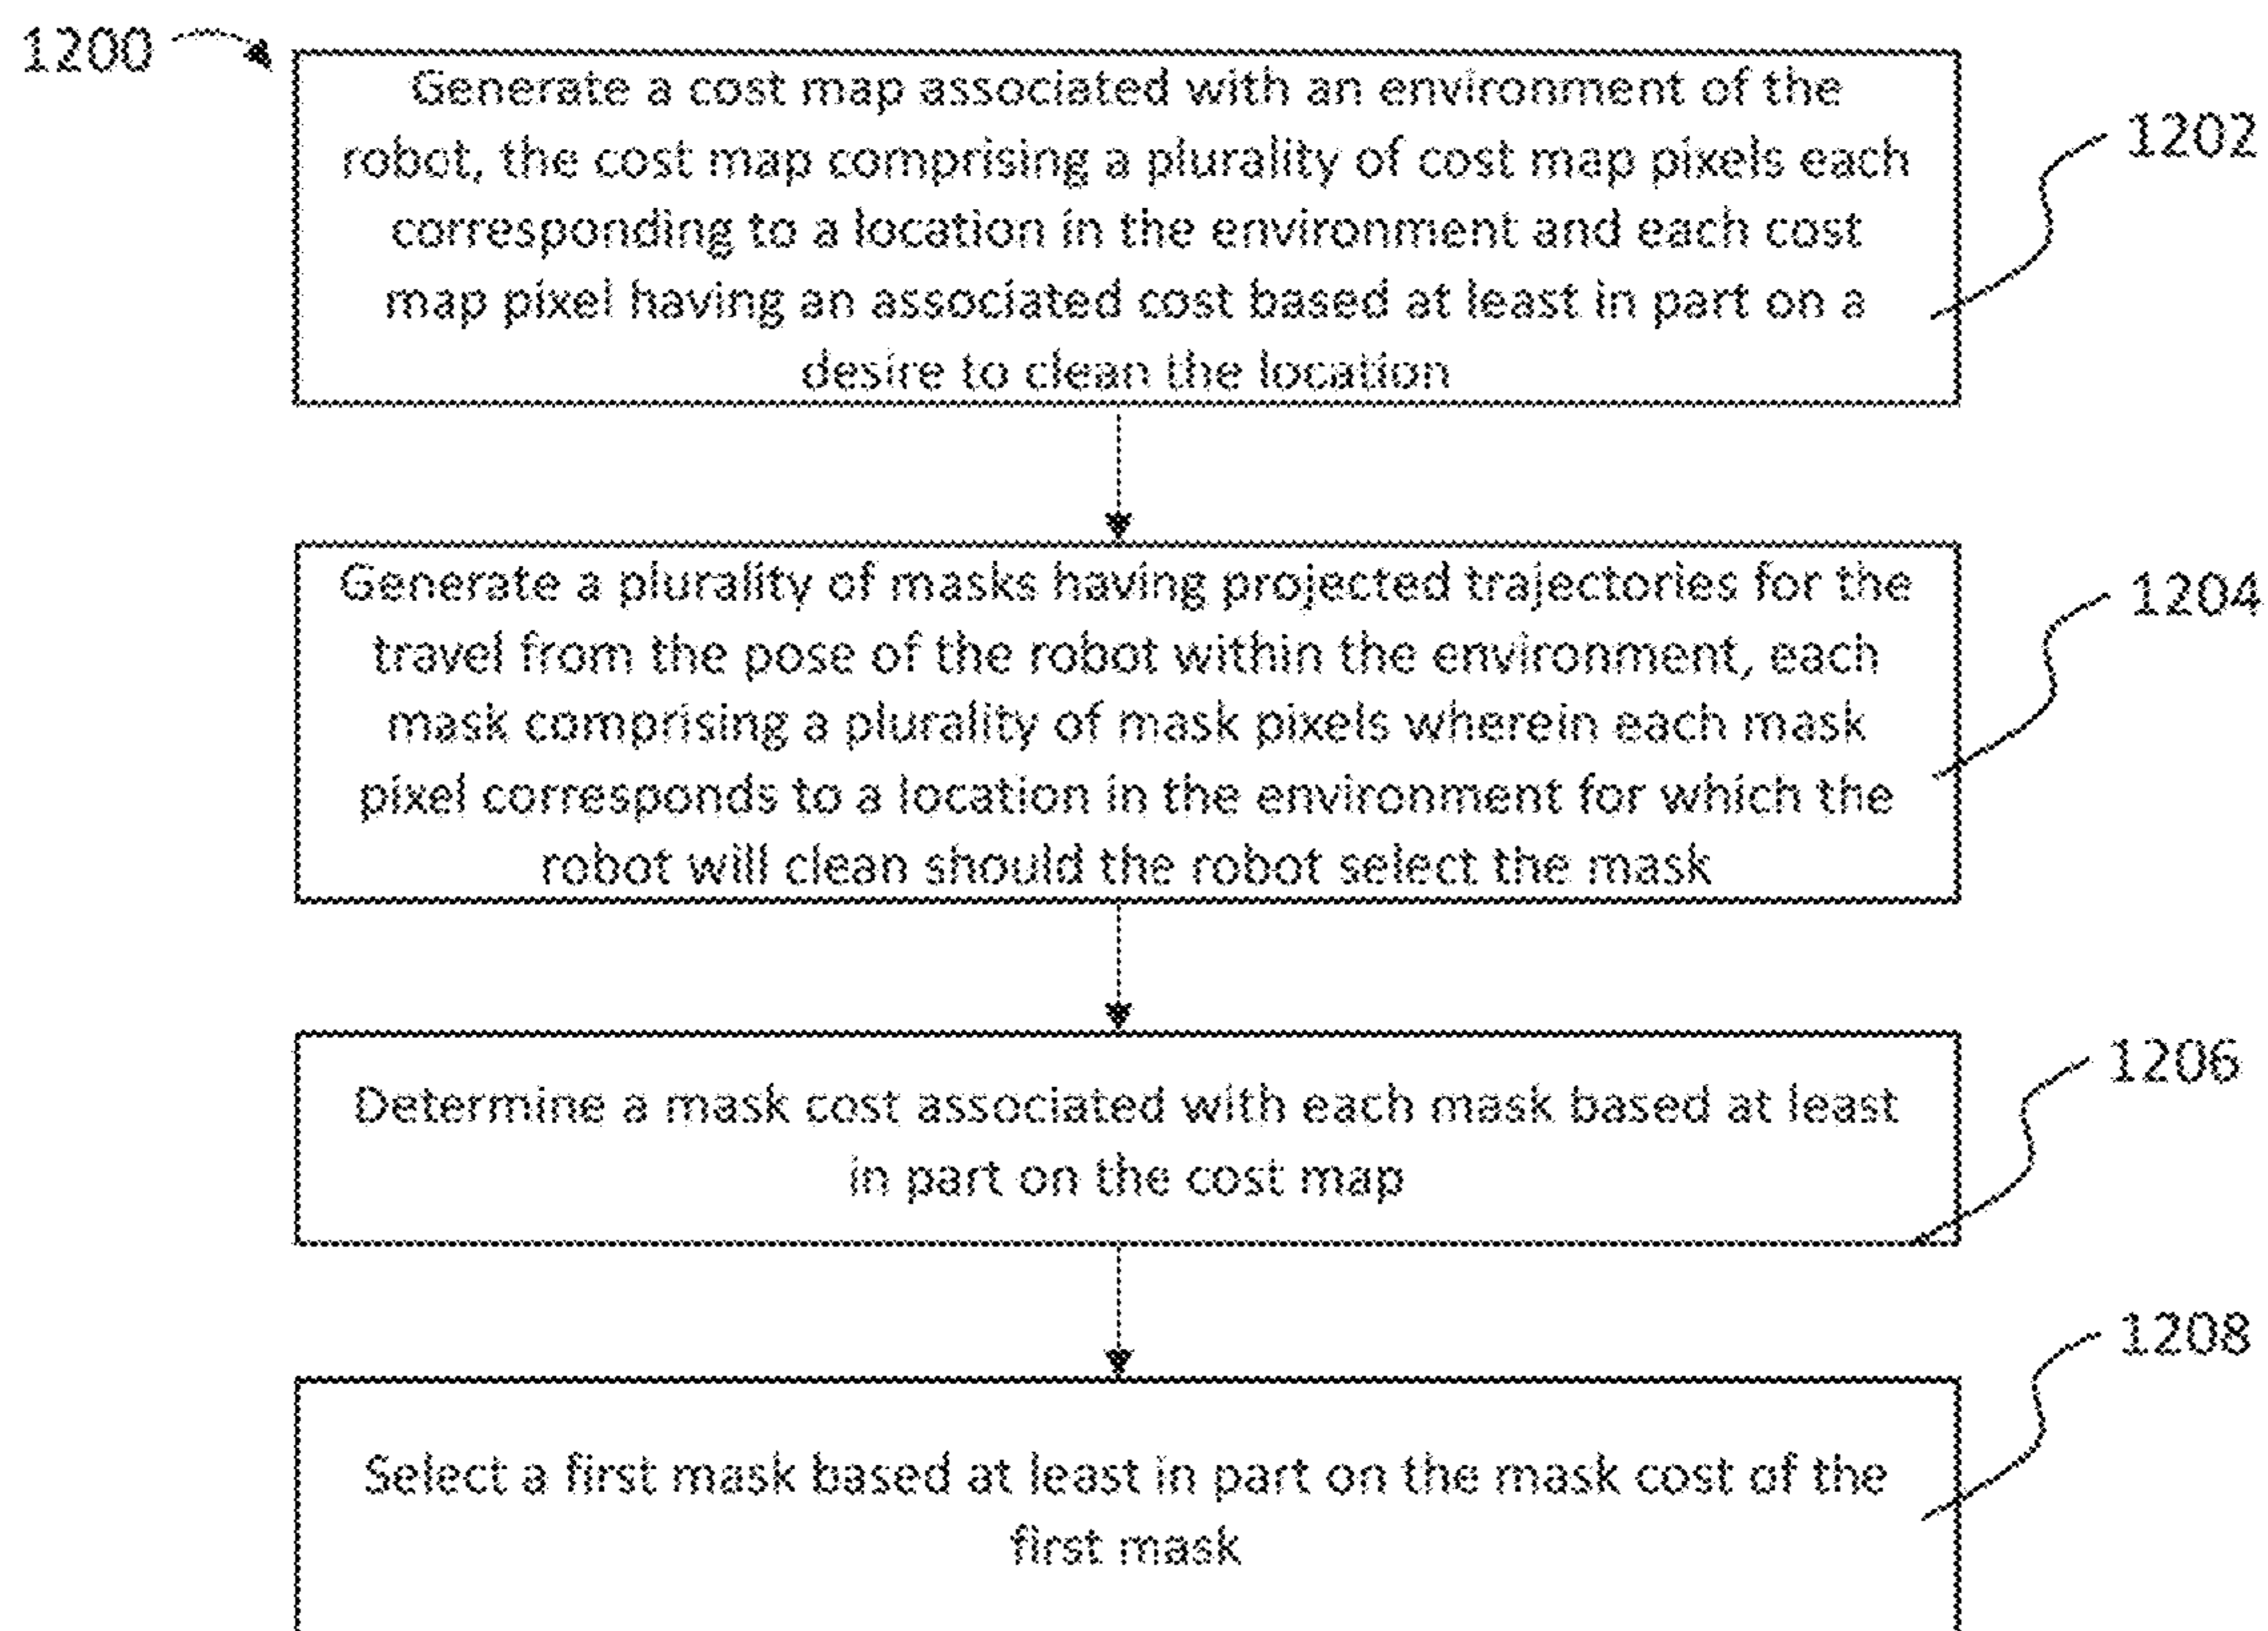 1200
Generate a cost map associated with an environment of the
robot, the cost map comprising a plurality of cost map pixels each
corresponding to a location in the environment and each cost
map pixel having an associated cost based at least in part on a
desire to clean the location
1202
Generate a plurality of masks having projected trajectories for the
travel from the pose of the robot within the environment, each
mask comprising a plurality of mask pixels wherein each mask
pixel corresponds to a location in the environment for which the
robot will clean should the robot select the mask
1204
Determine a mask cost associated with each mask based at least
in part on the cost map
1206
Select a first mask based at least in part on the mask cost of the
first mask
1208